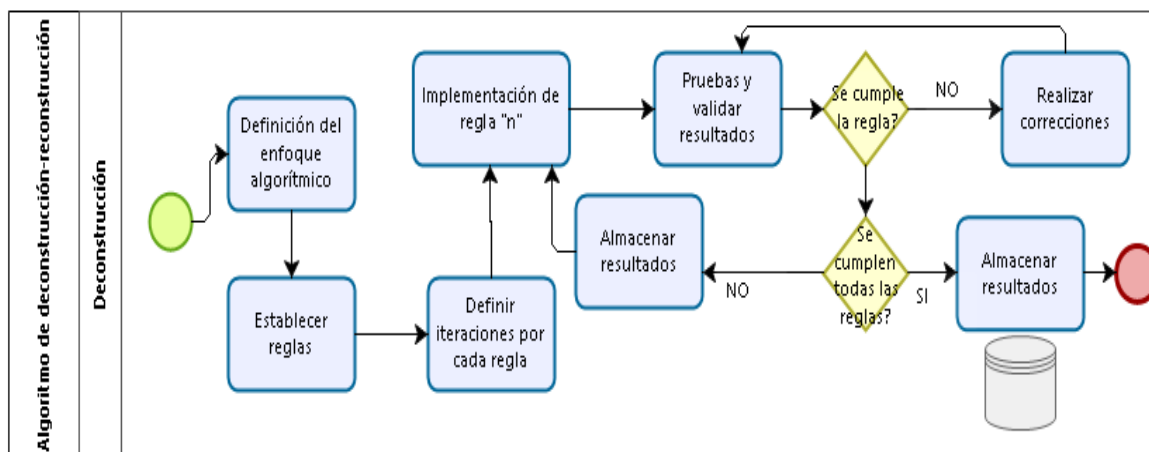 Algoritmo de deconstrucción-reconstrucción
Deconstrucción
Definición del
enfoque
algorítmico
Establecer
reglas
Definir
iteraciones por
cada regla
Implementación de
regla "n"
Pruebas y
validar
resultados
Se cumple
la regla?
NO
Realizar
correcciones
Se
cumplen
todas las
reglas?
NO
Almacenar
resultados
SI
Almacenar
resultados